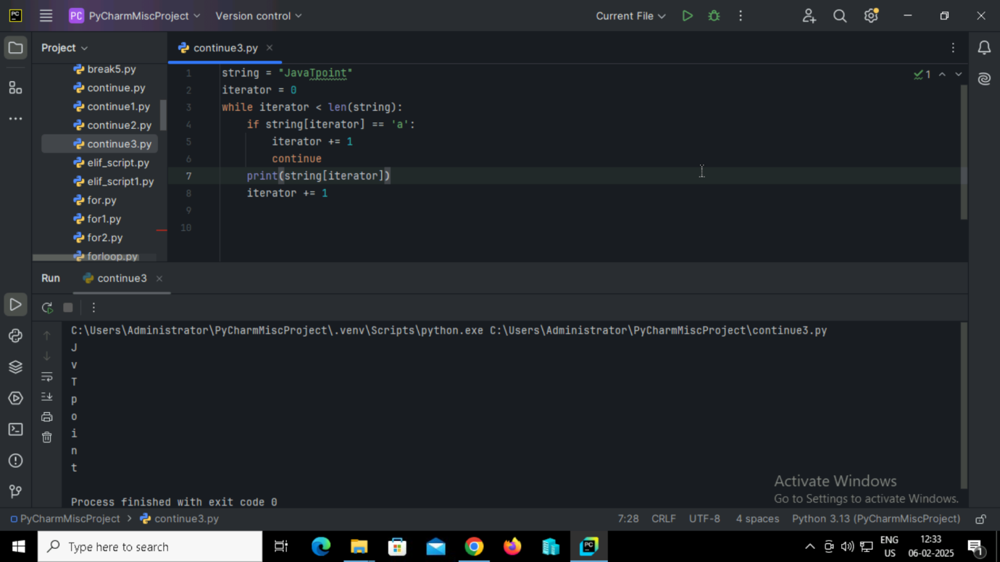 PC PyCharmMiscProject Version control Current File
Project continue3.py
break5.py
continue.py
continue1.py
continue2.py
continue3.py
elif_script.py
elif_script1.py
for.py
for1.py
for2.py
forloop.py
1 string = "JavaTpoint"
2 iterator = 0
3 while iterator < len(string):
4 if string[iterator] == 'a':
5 iterator += 1
6 continue
7 print(string[iterator])
8 iterator += 1
9
10
1
Run continue3
C:\Users\Administrator\PyCharmMiscProject\.venv\Scripts\python.exe C:\Users\Administrator\PyCharmMiscProject\continue3.py
J
v
T
p
o
i
n
t
Process finished with exit code 0
Activate Windows
Go to Settings to activate Windows.
PyCharmMiscProject > continue3.py 7:28 CRLF UTF-8 4 spaces Python 3.13 (PyCharmMiscProject)
Type here to search PC ENG 12:33
US 06-02-2025 1